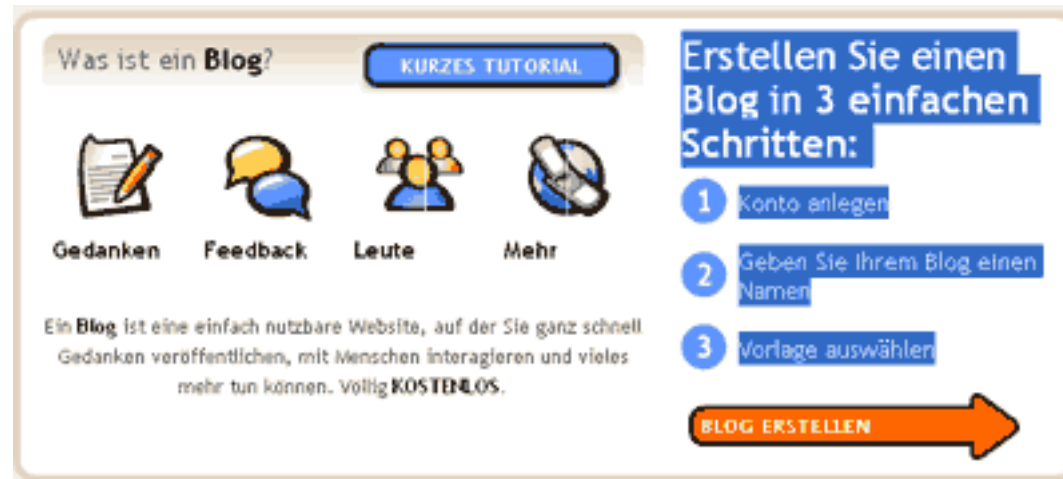 Was ist ein Blog?
KURZES TUTORIAL
Gedanken
Feedback
Leute
Mehr
Ein Blog ist eine einfach nutzbare Website, auf der Sie ganz schnell
Gedanken veröffentlichen, mit Menschen interagieren und vieles
mehr tun können. Völlig KOSTENLOS.
Erstellen Sie einen
Blog in 3 einfachen
Schritten:
1 Konto anlegen
2 Geben Sie Ihrem Blog einen
Namen
3 Vorlage auswählen
BLOG ERSTELLEN